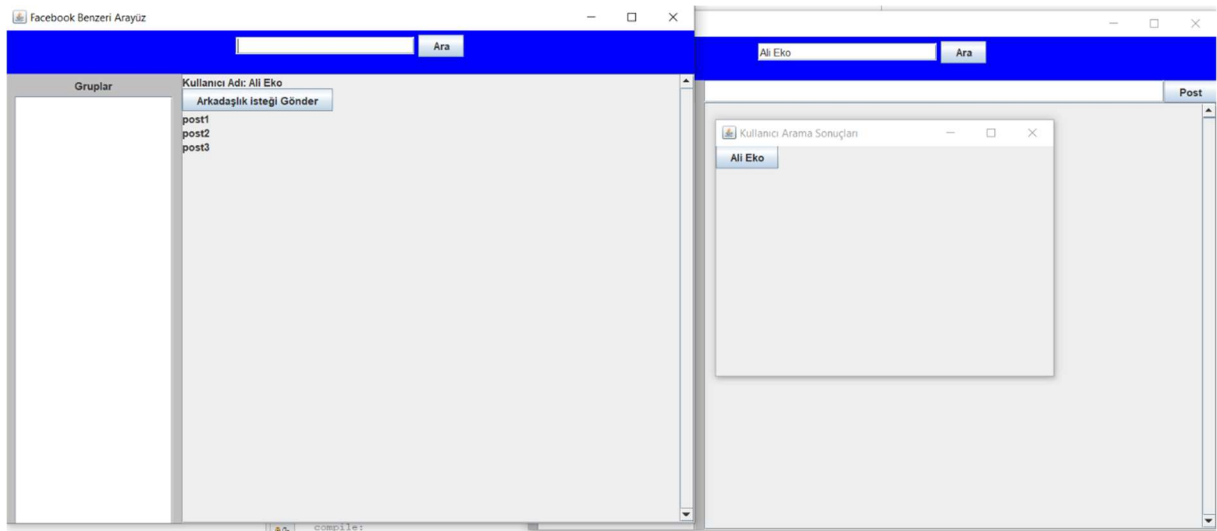 Facebook Benzeri Arayüz
Ara
Gruplar
Kullanıcı Adı: Ali Eko
Arkadaşlık isteği Gönder
post1
post2
post3
Ali Eko
Ara
Post
Kullanıcı Arama Sonuçları
Ali Eko
compile: